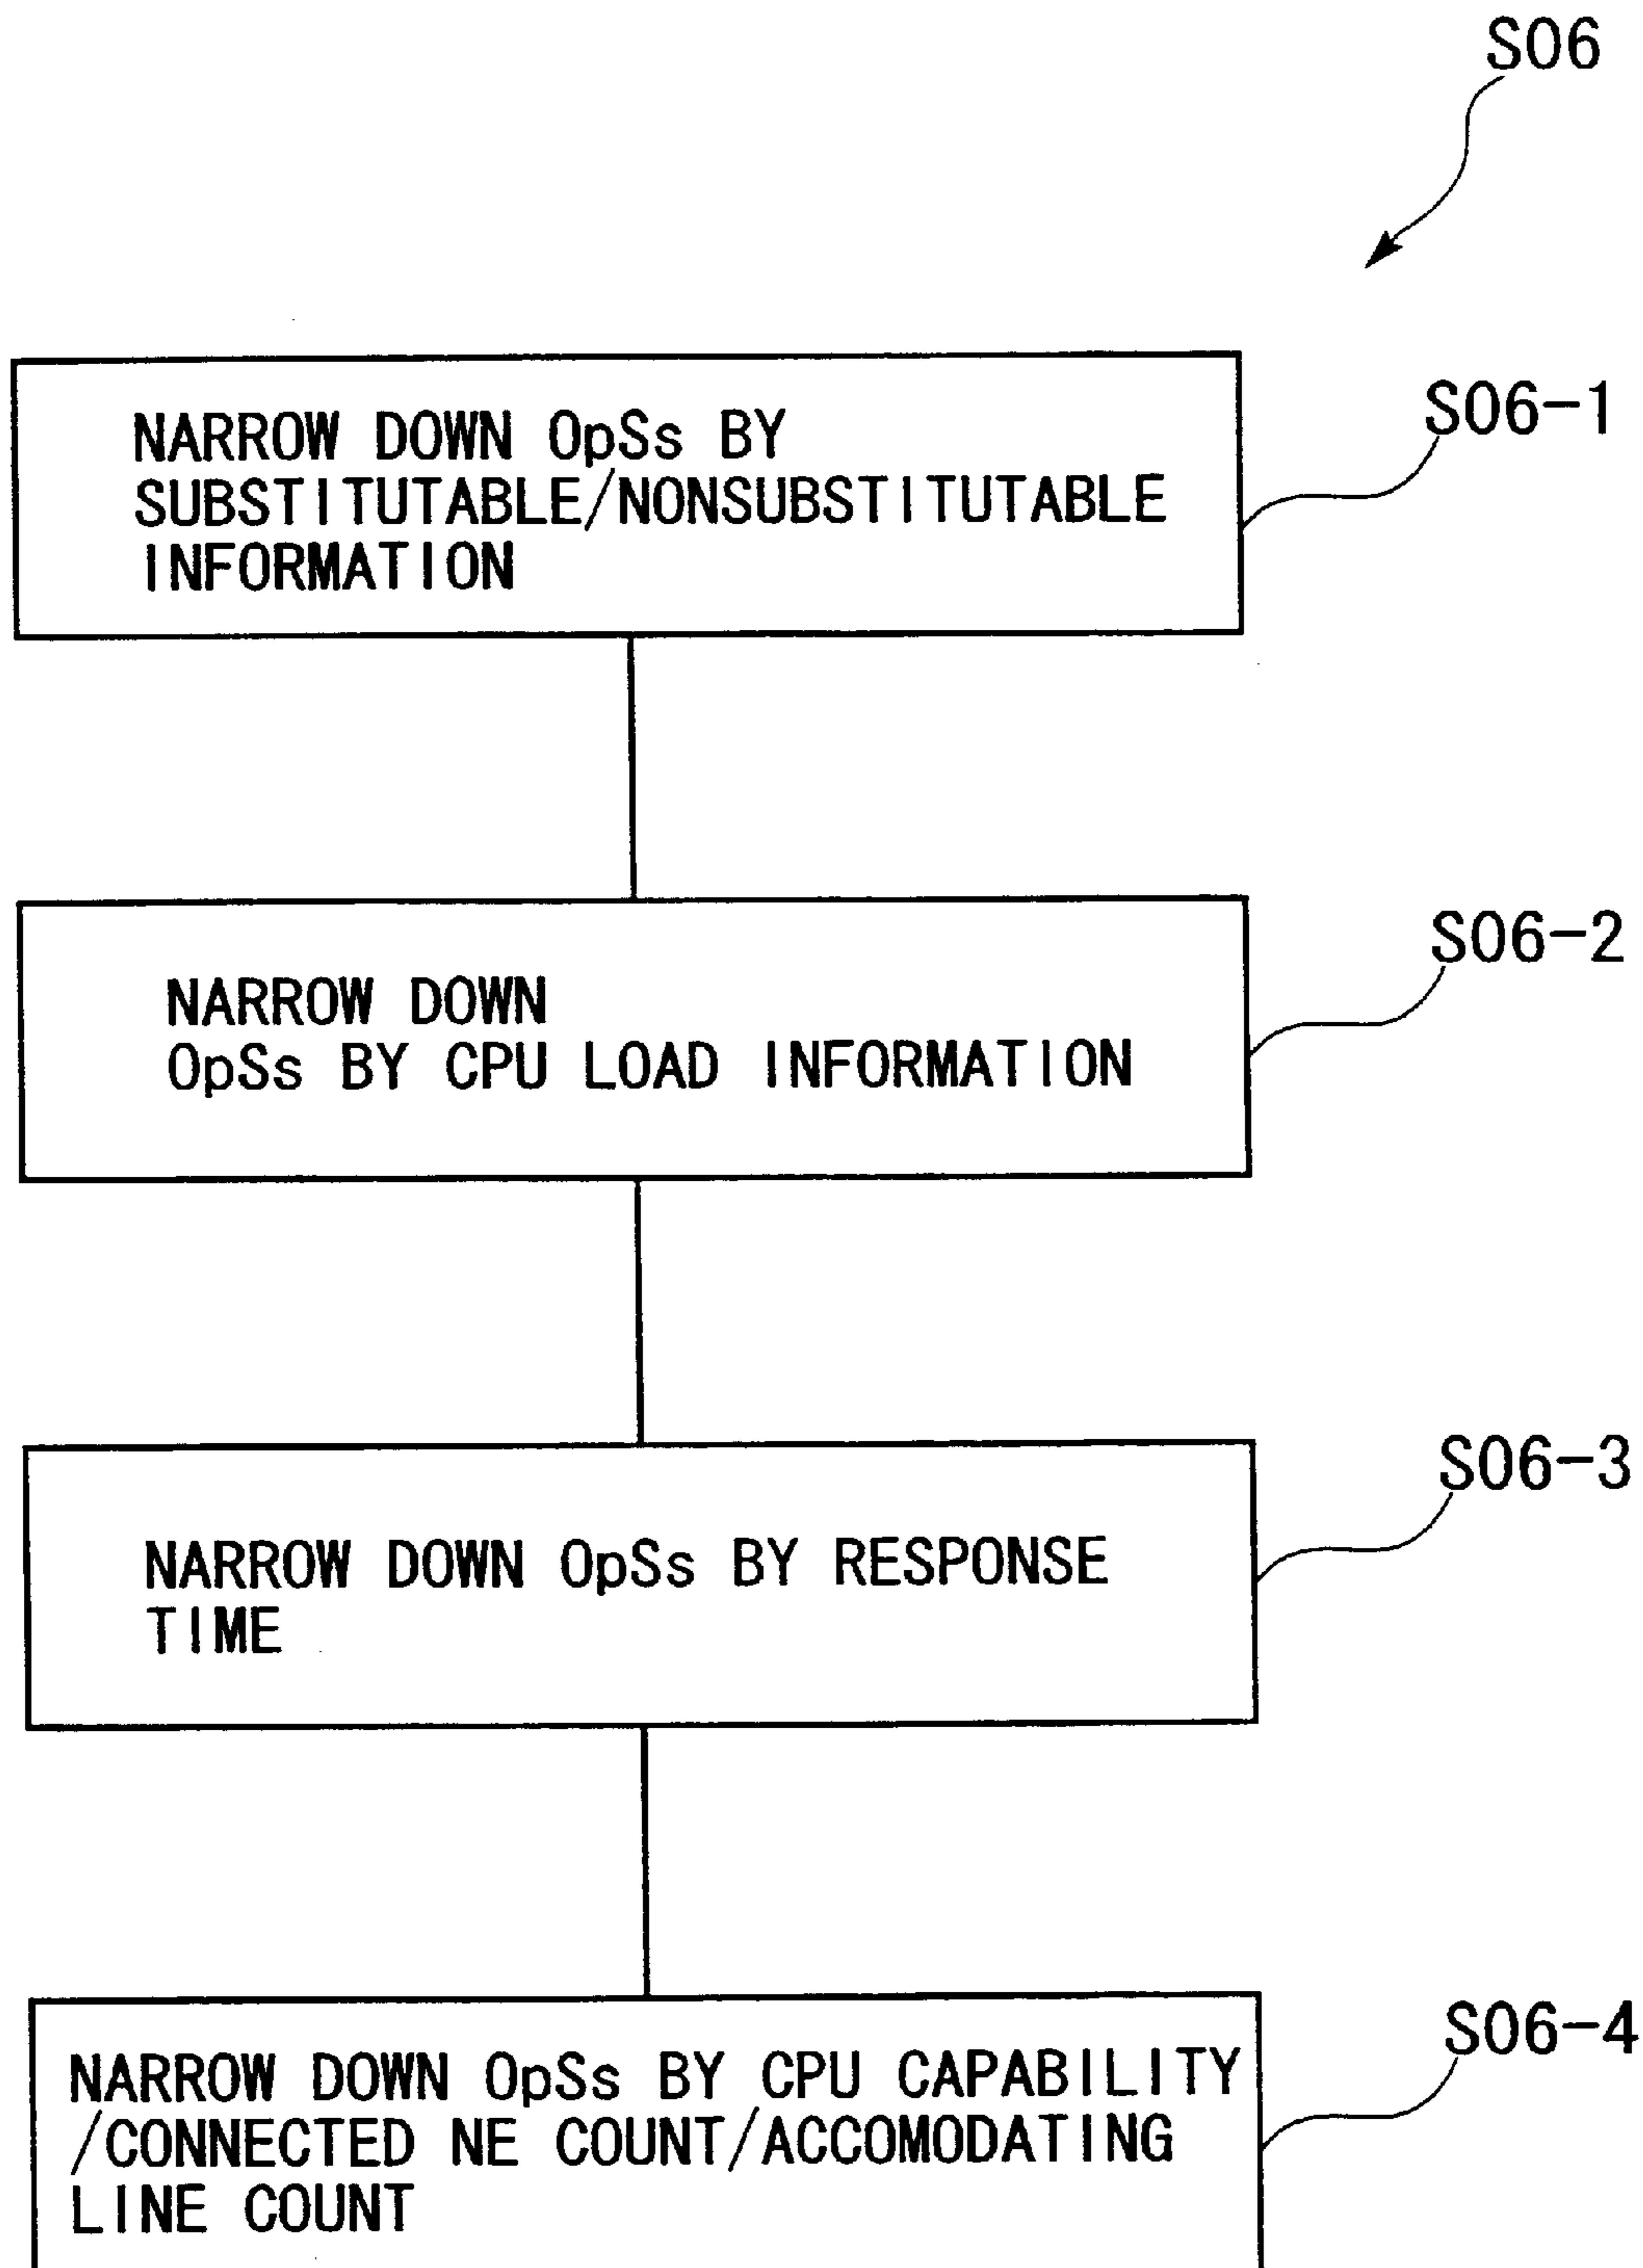 S06
NARROW DOWN OpSs BY
SUBSTITUTABLE/NONSUBSTITUTABLE
INFORMATION
S06-1
NARROW DOWN
OpSs BY CPU LOAD INFORMATION
S06-2
NARROW DOWN OpSs BY RESPONSE
TIME
S06-3
NARROW DOWN OpSs BY CPU CAPABILITY
/CONNECTED NE COUNT/ACCOMODATING
LINE COUNT
S06-4